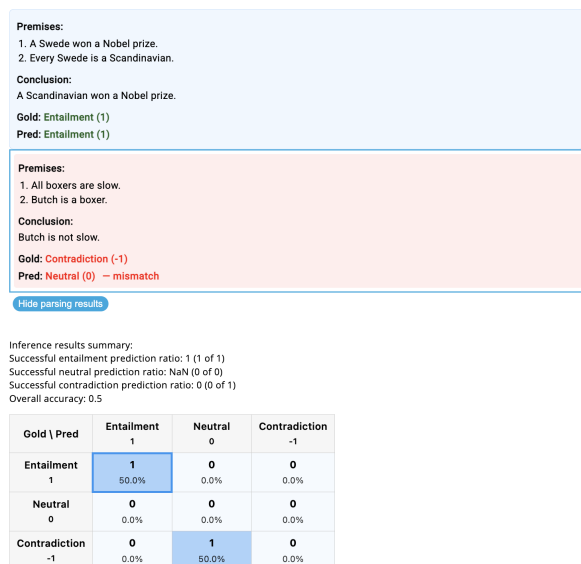 Premises:
1. A Swede won a Nobel prize.
2. Every Swede is a Scandinavian.
Conclusion:
A Scandinavian won a Nobel prize.
Gold: Entailment (1)
Pred: Entailment (1)
Premises:
1. All boxers are slow.
2. Butch is a boxer.
Conclusion:
Butch is not slow.
Gold: Contradiction (-1)
Pred: Neutral (0) — mismatch
Hide parsing results
Inference results summary:
Successful entailment prediction ratio: 1 (1 of 1)
Successful neutral prediction ratio: NaN (0 of 0)
Successful contradiction prediction ratio: 0 (0 of 1)
Overall accuracy: 0.5
Gold \ Pred Entailment Neutral Contradiction
1 0 -1
Entailment 1 0 0
1 50.0% 0.0% 0.0%
Neutral 0 0 0
0 0.0% 0.0% 0.0%
Contradiction 0 1 0
-1 0.0% 50.0% 0.0%